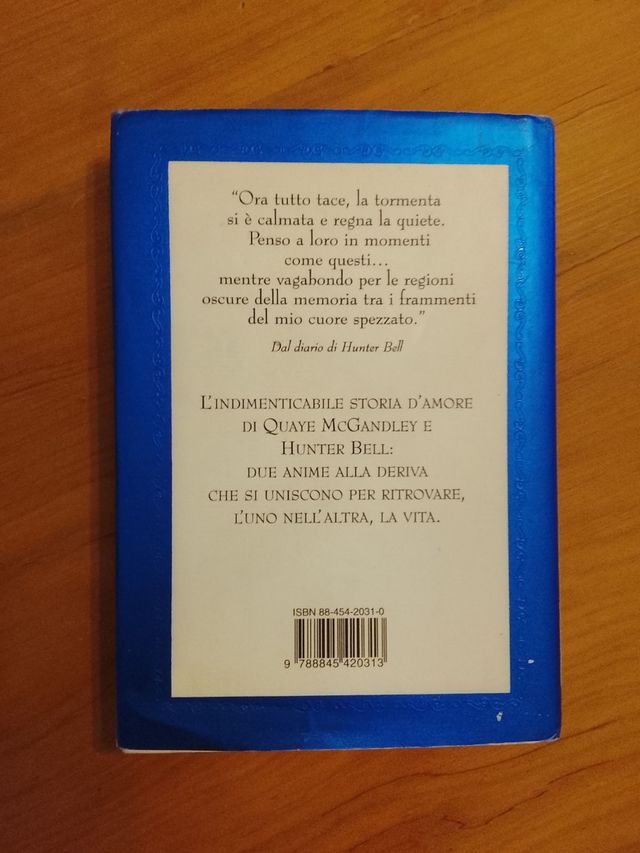 “Ora tutto tace, la tormenta
si è calmata e regna la quiete.
Penso a loro in momenti
come questi…
mentre vagabondo per le regioni
oscure della memoria tra i frammenti
del mio cuore spezzato.”
Dal diario di Hunter Bell
L'INDIMENTICABILE STORIA D'AMORE
DI QUAYE MCGANDLEY E
HUNTER BELL:
DUE ANIME ALLA DERIVA
CHE SI UNISCONO PER RITROVARE,
L'UNO NELL'ALTRA, LA VITA.
ISBN 88-454-2031-0
9 788845 420313